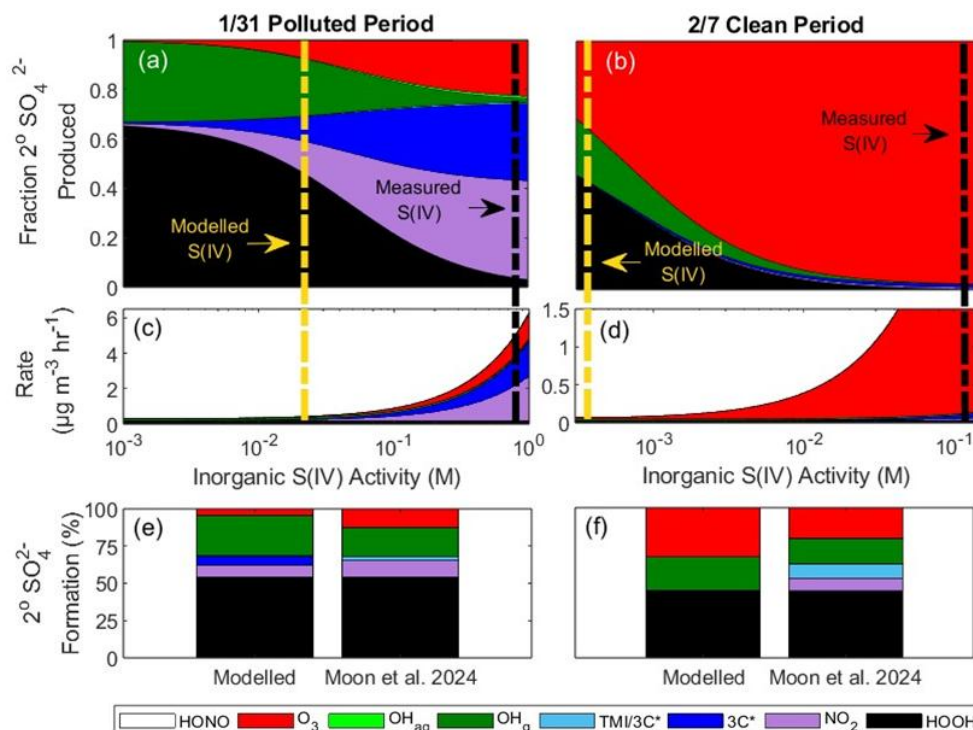 1/31 Polluted Period
2/7 Clean Period
Fraction 2° SO₄ ²⁻
Produced
1
0.8
0.6
0.4
0.2
0
(a)
Modelled
S(IV)
Measured
S(IV)
(b)
Measured
S(IV)
Modelled
S(IV)
Rate
(µg m⁻³ hr⁻¹)
6
4
2
0
(c)
1.5
1
0.5
0
(d)
10⁻³ 10⁻² 10⁻¹ 10⁰
Inorganic S(IV) Activity (M)
10⁻³ 10⁻² 10⁻¹
Inorganic S(IV) Activity (M)
2° SO₄²⁻
Formation (%)
100
75
50
25
0
(e)
Modelled Moon et al. 2024
(f)
Modelled Moon et al. 2024
HONO O₃ OH_aq OH_g TMI/3C* 3C* NO₂ HOOH